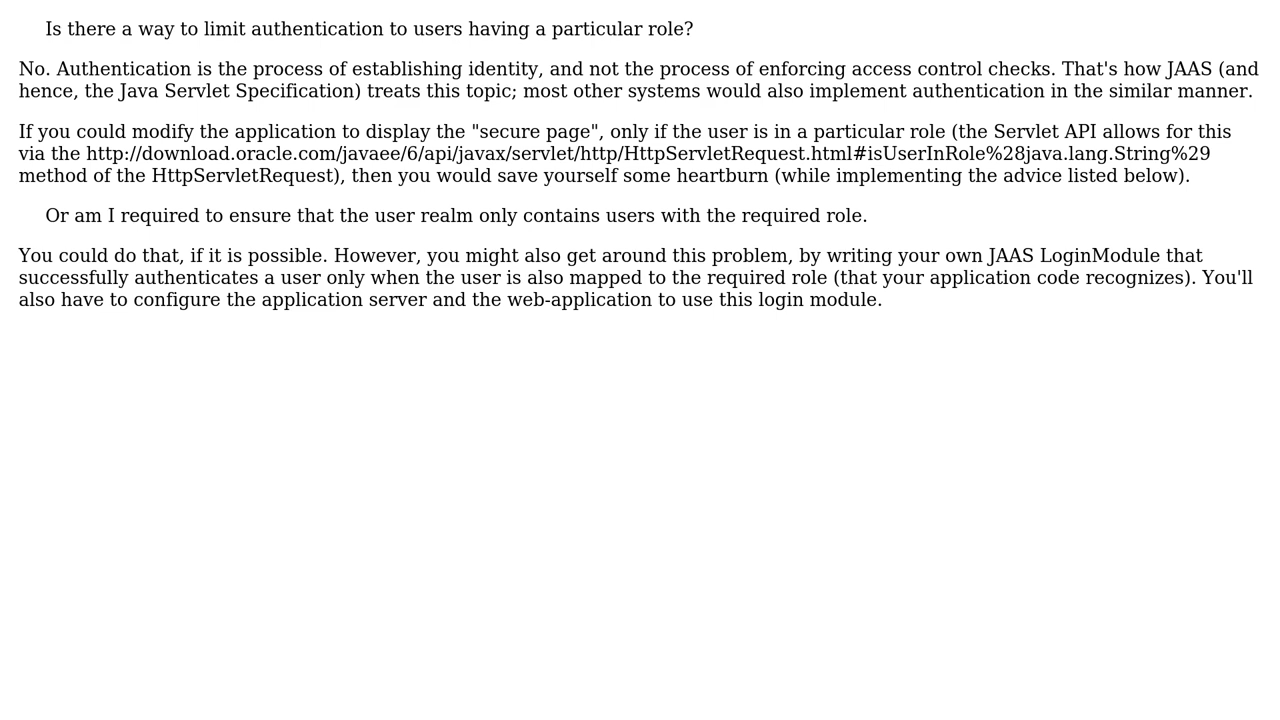 Is there a way to limit authentication to users having a particular role?
No. Authentication is the process of establishing identity, and not the process of enforcing access control checks. That's how JAAS (and
hence, the Java Servlet Specification) treats this topic; most other systems would also implement authentication in the similar manner.
If you could modify the application to display the "secure page", only if the user is in a particular role (the Servlet API allows for this
via the http://download.oracle.com/javaee/6/api/javax/servlet/http/HttpServletRequest.html#isUserInRole%28java.lang.String%29
method of the HttpServletRequest), then you would save yourself some heartburn (while implementing the advice listed below).
Or am I required to ensure that the user realm only contains users with the required role.
You could do that, if it is possible. However, you might also get around this problem, by writing your own JAAS LoginModule that
successfully authenticates a user only when the user is also mapped to the required role (that your application code recognizes). You'll
also have to configure the application server and the web-application to use this login module.